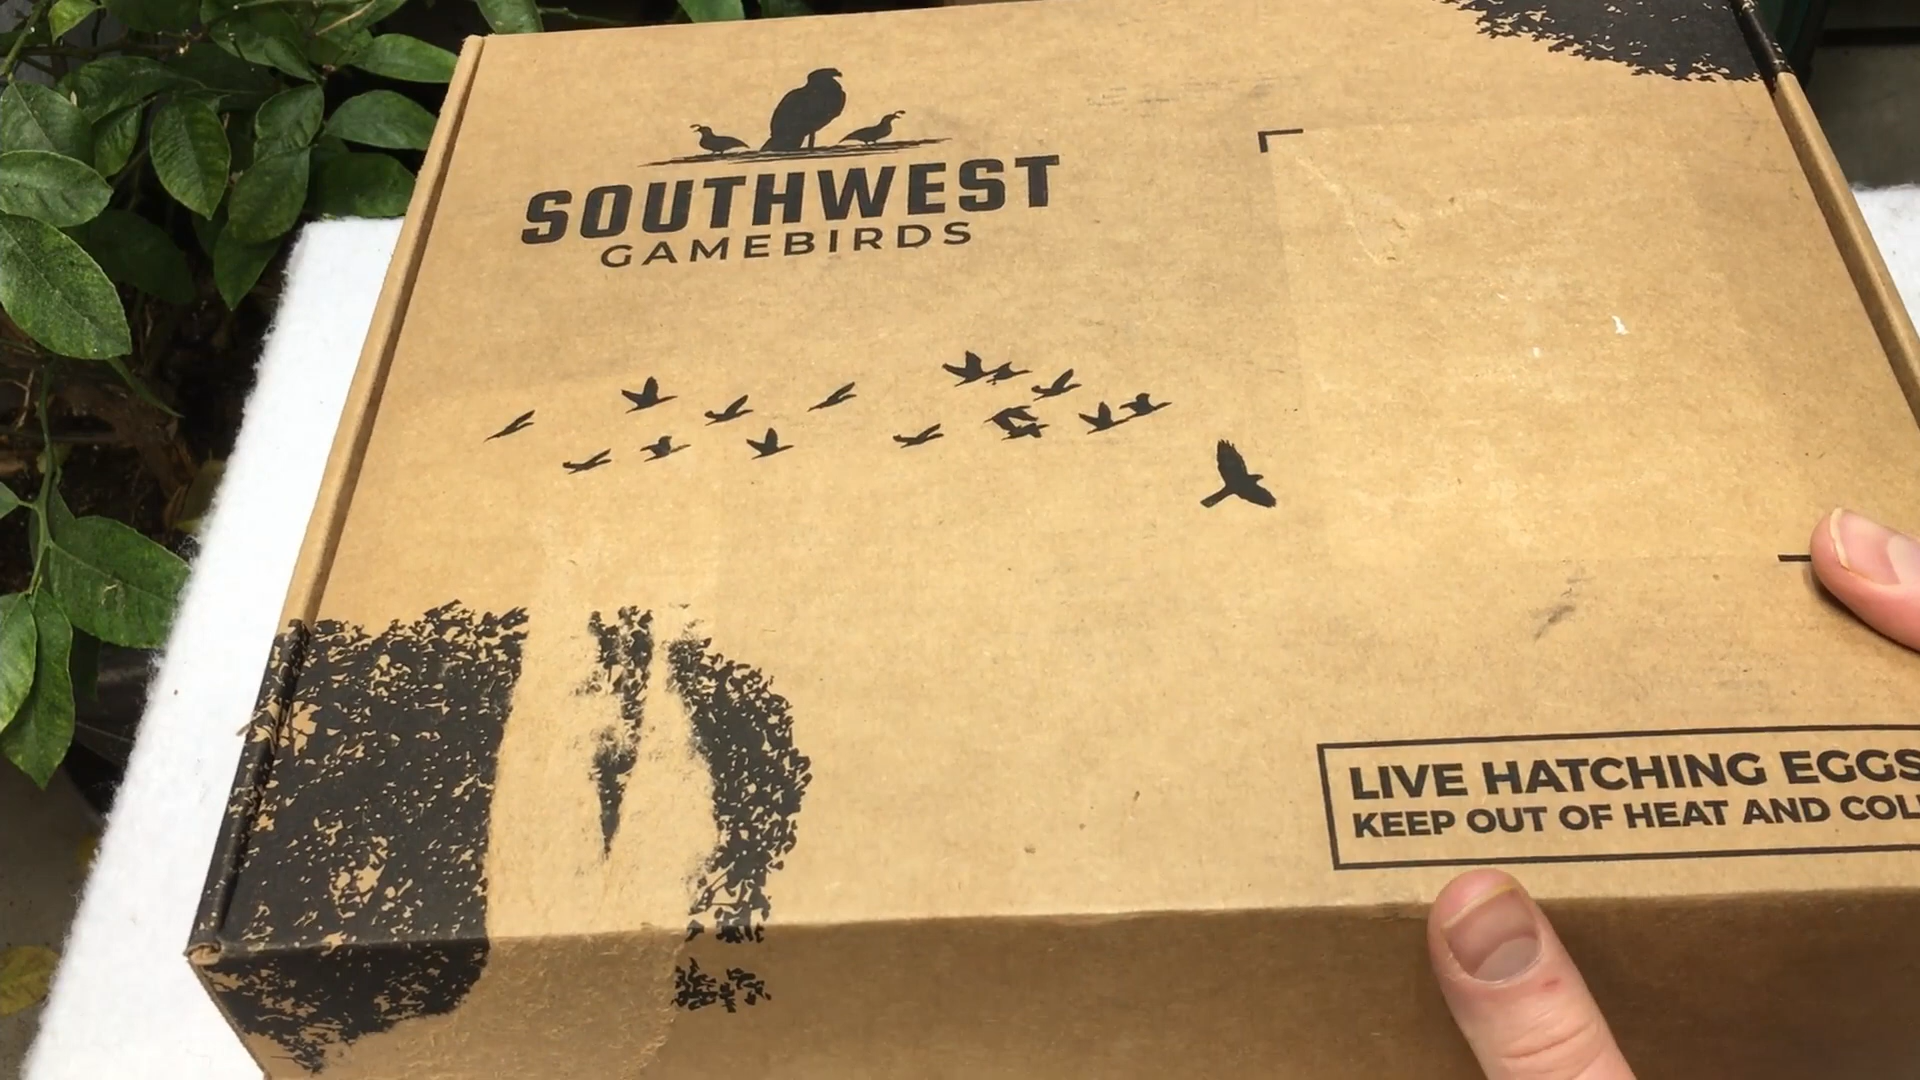 SOUTHWEST
GAMEBIRDS
LIVE HATCHING EGGS
KEEP OUT OF HEAT AND